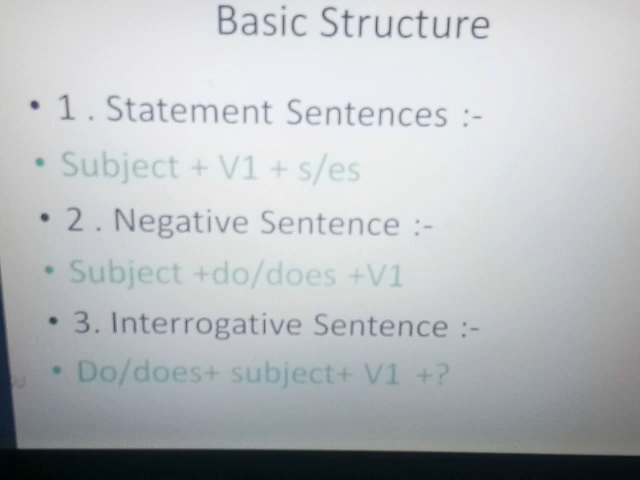 Basic Structure
• 1 . Statement Sentences :-
• Subject + V1 + s/es
• 2 . Negative Sentence :-
• Subject +do/does +V1
• 3. Interrogative Sentence :-
• Do/does+ subject+ V1 +?